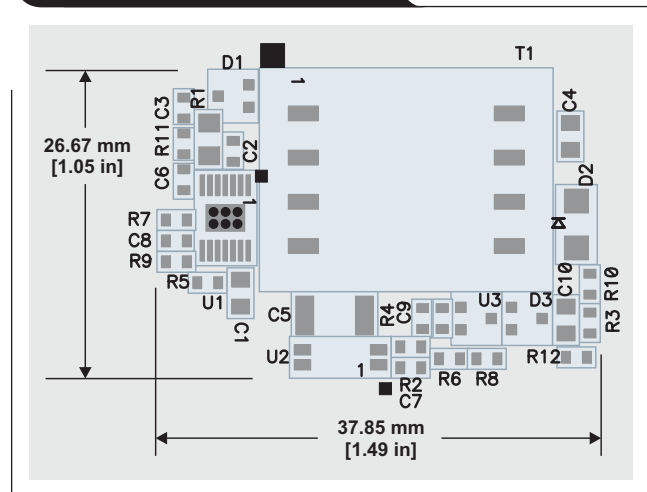 D1
T1
1
C3
R1
C4
R11
C2
26.67 mm
[1.05 in]
C6
D2
1
R7
C8
R9
R5
U1
C1
C10
R10
C5
R4
C9
U3
D3
R3
U2
1
R2
R6
R8
R12
C7
37.85 mm
[1.49 in]